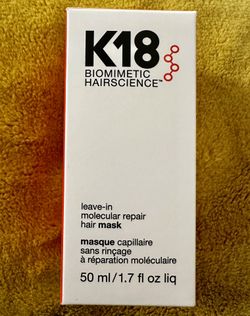 K18
BIOMIMETIC
HAIRSCIENCE™
leave-in
molecular repair
hair mask
masque capillaire
sans rinçage
à réparation moléculaire
50 ml/1.7 fl oz liq